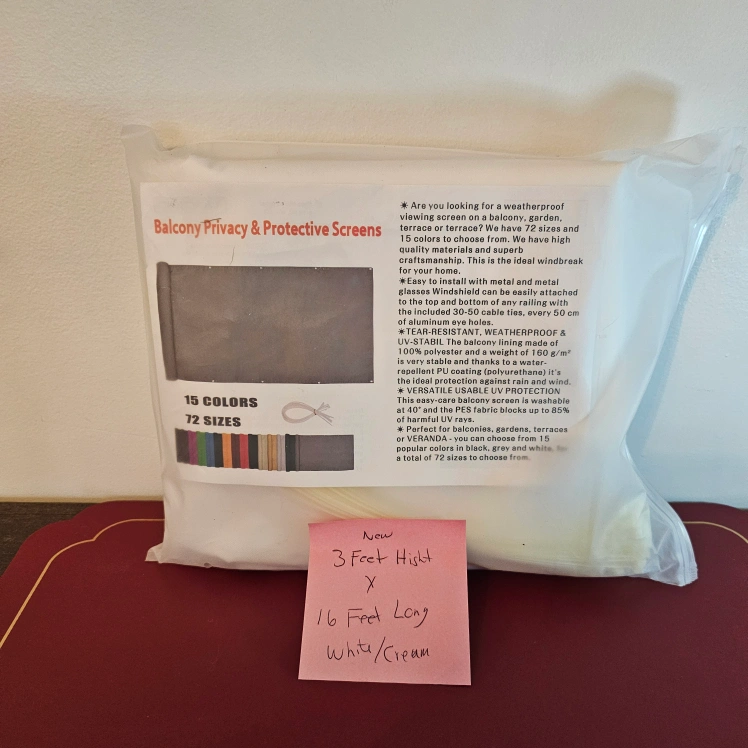 Balcony Privacy & Protective Screens
15 COLORS
72 SIZES
✷ Are you looking for a weatherproof
viewing screen on a balcony, garden,
terrace or terrace? We have 72 sizes and
15 colors to choose from. We have high
quality materials and superb
craftsmanship. This is the ideal windbreak
for your home.
✷Easy to install with metal and metal
glasses Windshield can be easily attached
to the top and bottom of any railing with
the included 30-50 cable ties, every 50 cm
of aluminum eye holes.
✷TEAR-RESISTANT, WEATHERPROOF &
UV-STABIL The balcony lining made of
100% polyester and a weight of 160 g/m²
is very stable and thanks to a water-
repellent PU coating (polyurethane) it's
the ideal protection against rain and wind.
✷ VERSATILE USABLE UV PROTECTION
This easy-care balcony screen is washable
at 40° and the PES fabric blocks up to 85%
of harmful UV rays.
✷ Perfect for balconies, gardens, terraces
or VERANDA - you can choose from 15
popular colors in black, grey and white, for
a total of 72 sizes to choose from.
New
3 Feet Hight
X
16 Feet Long
White/Cream